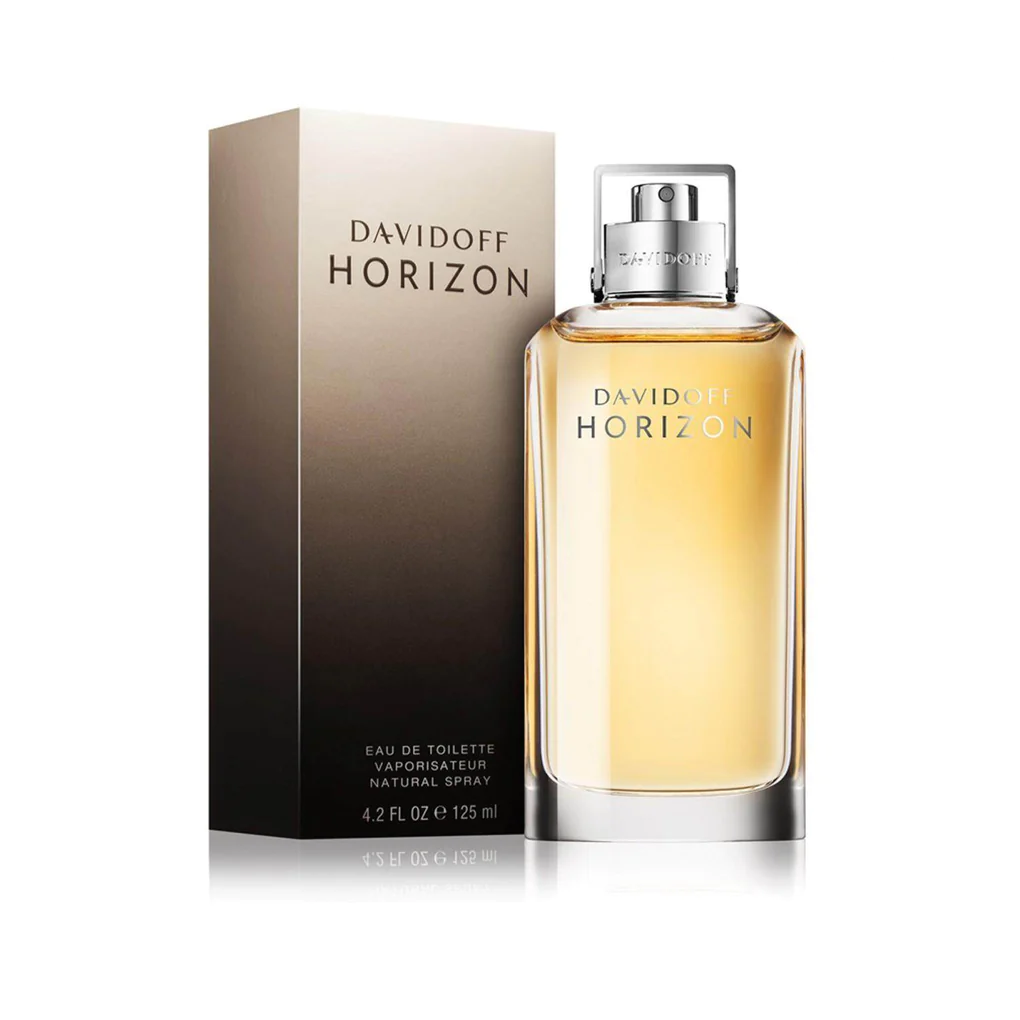 DAVIDOFF
HORIZON
EAU DE TOILETTE
VAPORISATEUR
NATURAL SPRAY
4.2 FL OZ ℮ 125 ml
DAVIDOFF
DAVIDOFF
HORIZON